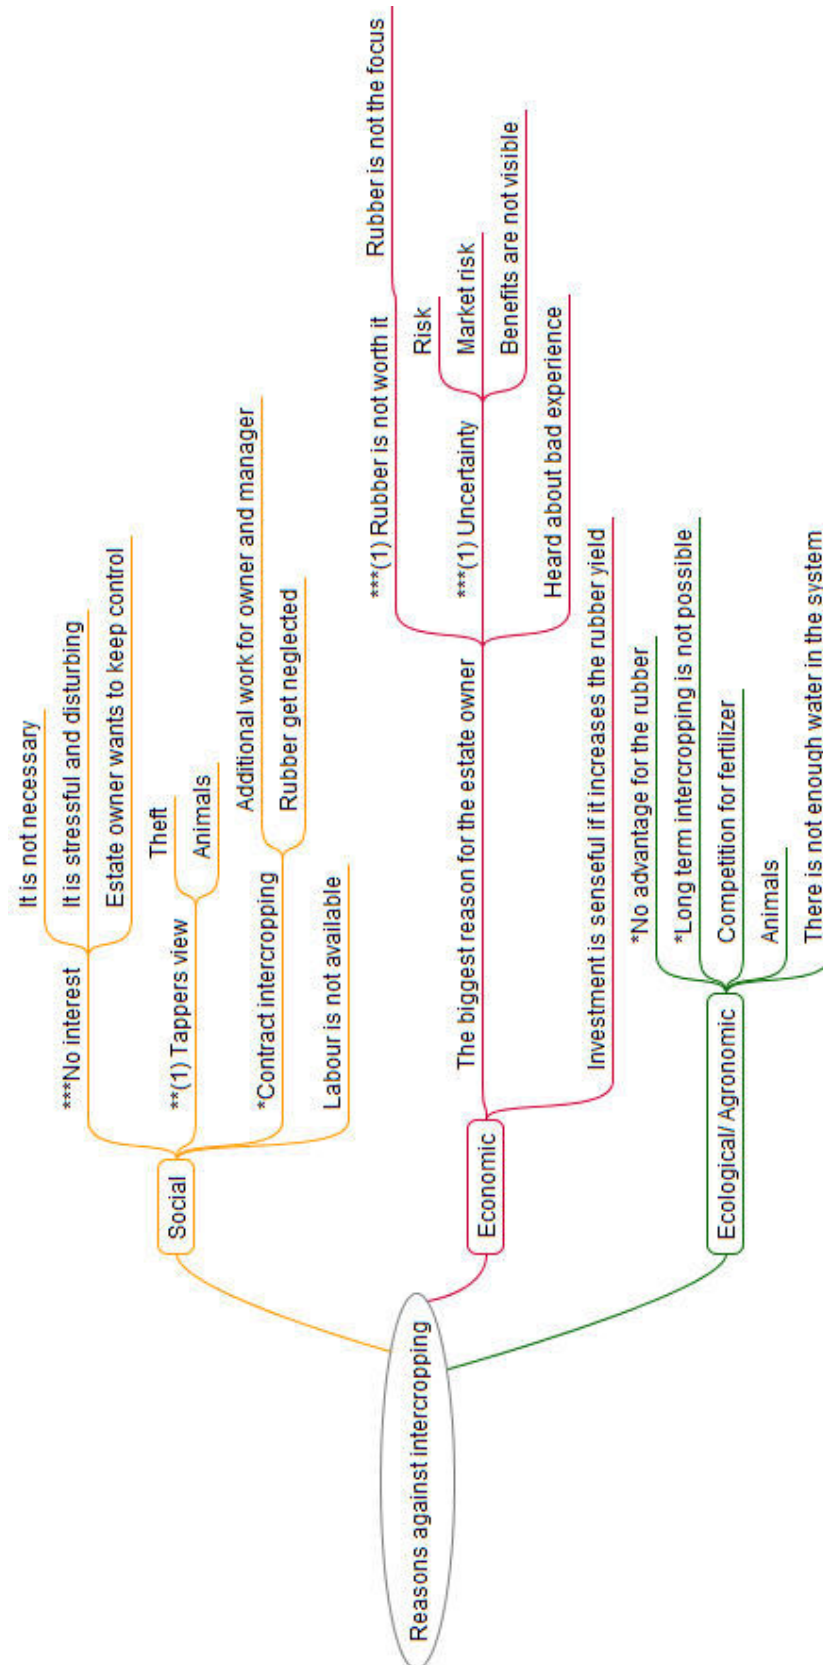 Reasons against intercropping
Social
***No interest
It is not necessary
It is stressful and disturbing
Estate owner wants to keep control
**(1) Tappers view
Theft
Animals
*Contract intercropping
Additional work for owner and manager
Rubber get neglected
Labour is not available
Economic
The biggest reason for the estate owner
***(1) Rubber is not worth it
Rubber is not the focus
***(1) Uncertainty
Risk
Market risk
Benefits are not visible
Heard about bad experience
Investment is senseful if it increases the rubber yield
Ecological/ Agronomic
*No advantage for the rubber
*Long term intercropping is not possible
Competition for fertilizer
Animals
There is not enough water in the system